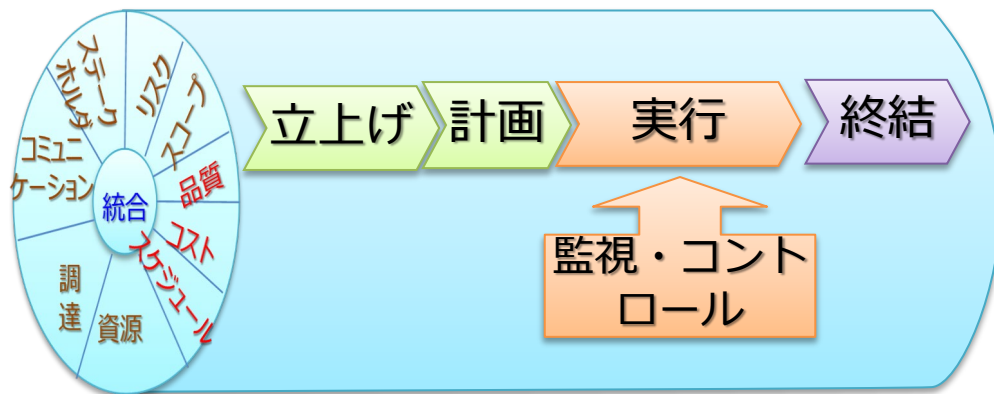 ステーク
ホルダ
リスク
スコープ
品質
コスト
スケジュール
資源
調
達
コミュニ
ケーション
統合
立上げ
計画
実行
終結
監視・コント
ロール